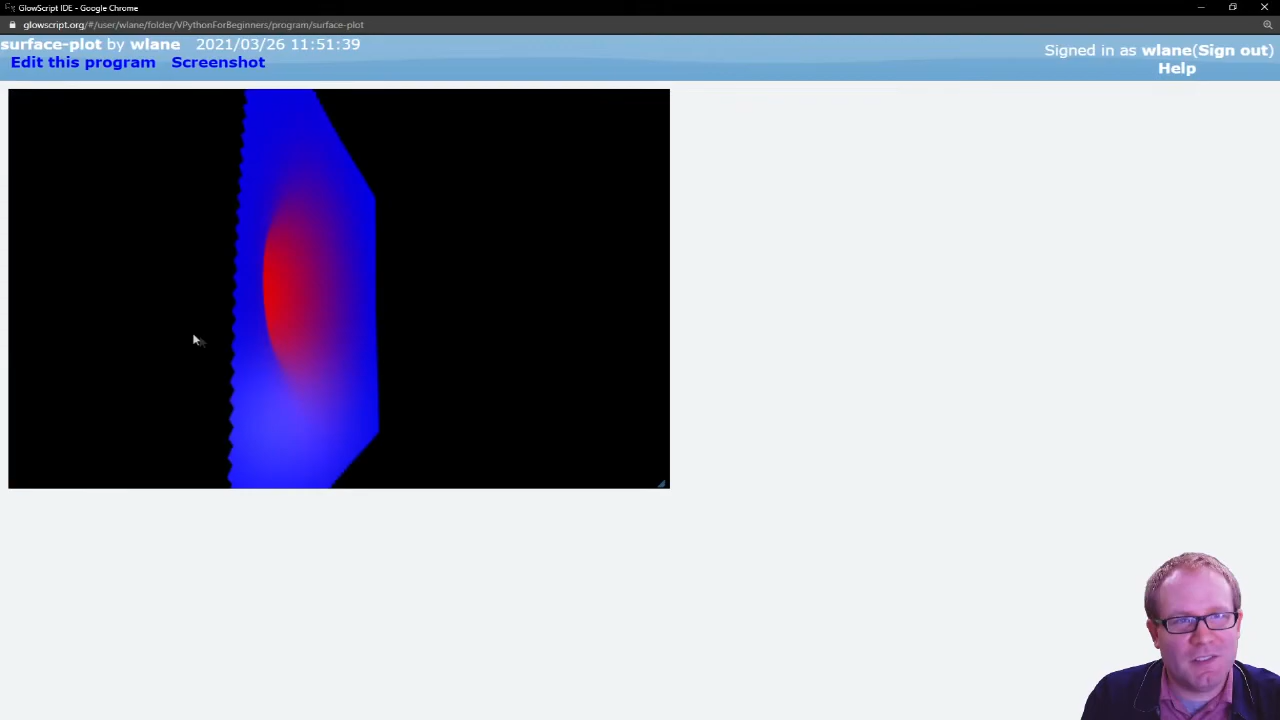 GlowScript IDE - Google Chrome
glowscript.org/#/user/wlane/folder/VPythonForBeginners/program/surface-plot
surface-plot by wlane 2021/03/26 11:51:39
Signed in as wlane(Sign out)
Edit this program Screenshot
Help